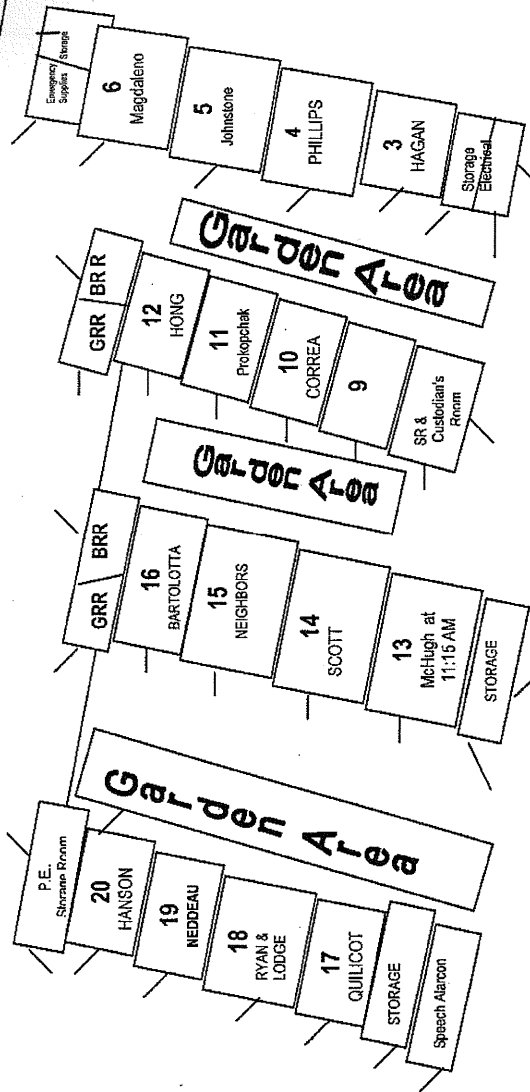 Emergency
Supplies
Storage
6
Magdaleno
5
Johnstone
4
PHILLIPS
3
HAGAN
Storage
Electrical
Garden Area
GRR
BR R
12
HONG
11
Prokopchak
10
CORREA
9
SR &
Custodian's
Room
Garden Area
GRR
BRR
16
BARTOLOTTA
15
NEIGHBORS
14
SCOTT
13
McHugh at
11:15 AM
STORAGE
Garden Area
P.E.
Storage Room
20
HANSON
19
NEDDEAU
18
RYAN &
LODGE
17
QUILICOT
STORAGE
Speech Alarcon